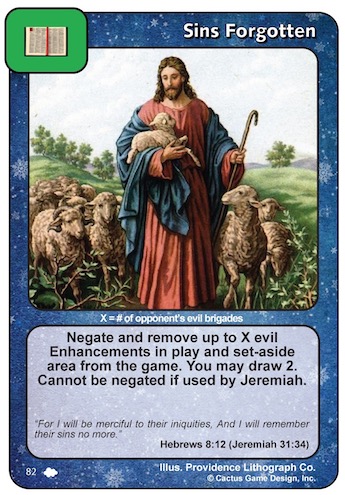 Sins Forgotten
X = # of opponent's evil brigades
Negate and remove up to X evil
Enhancements in play and set-aside
area from the game. You may draw 2.
Cannot be negated if used by Jeremiah.
"For I will be merciful to their iniquities, And I will remember
their sins no more."
Hebrews 8:12 (Jeremiah 31:34)
82
Illus. Providence Lithograph Co.
© Cactus Game Design, Inc.